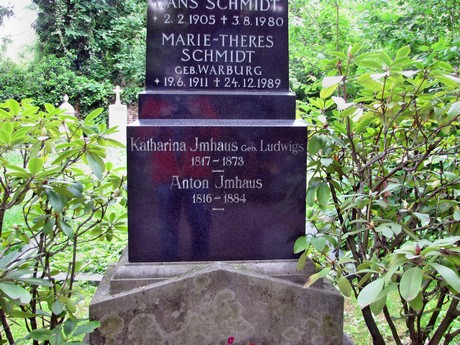 ANS SCHMIDT
* 2.2.1905 + 3.8.1980
MARIE-THERES
SCHMIDT
GEB. WARBURG
* 19.6.1911 + 24.12.1989
Katharina Jmhaus geb. Ludwigs
1817-1873
Anton Jmhaus
1816-1884